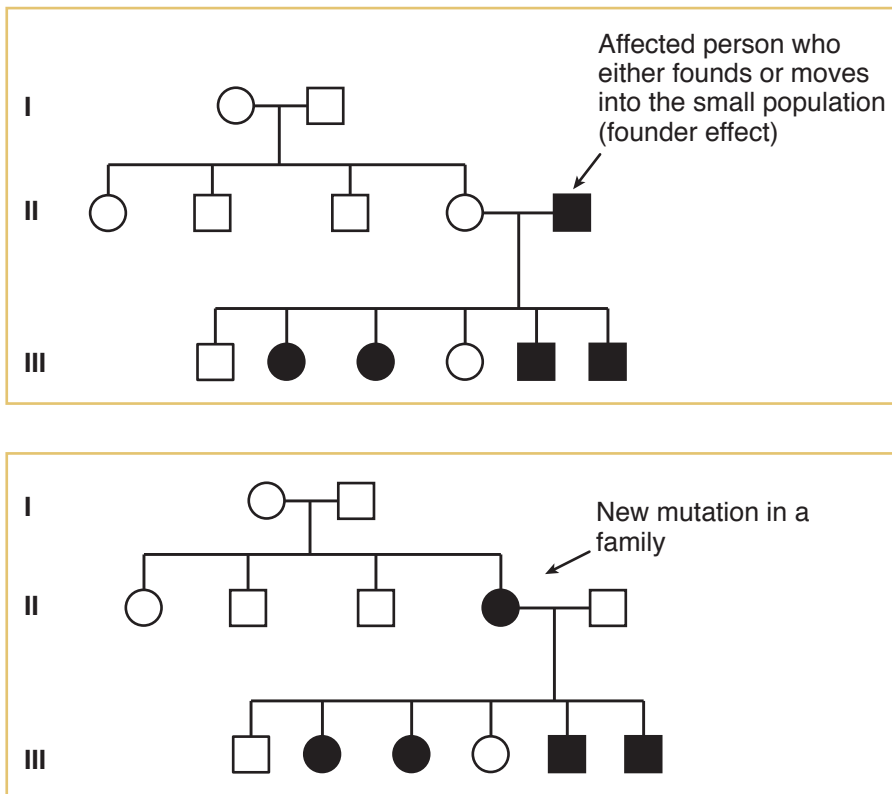 Affected person who
either founds or moves
into the small population
(founder effect)
I
II
III
I
New mutation in a
family
II
III